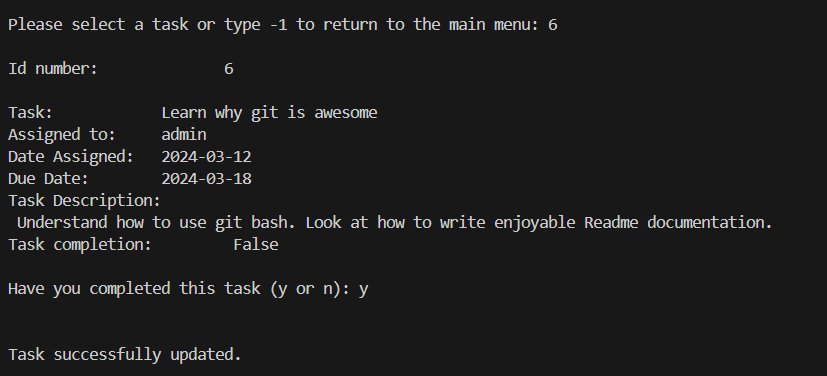 Please select a task or type -1 to return to the main menu: 6
Id number: 6
Task: Learn why git is awesome
Assigned to: admin
Date Assigned: 2024-03-12
Due Date: 2024-03-18
Task Description:
Understand how to use git bash. Look at how to write enjoyable Readme documentation.
Task completion: False
Have you completed this task (y or n): y
Task successfully updated.